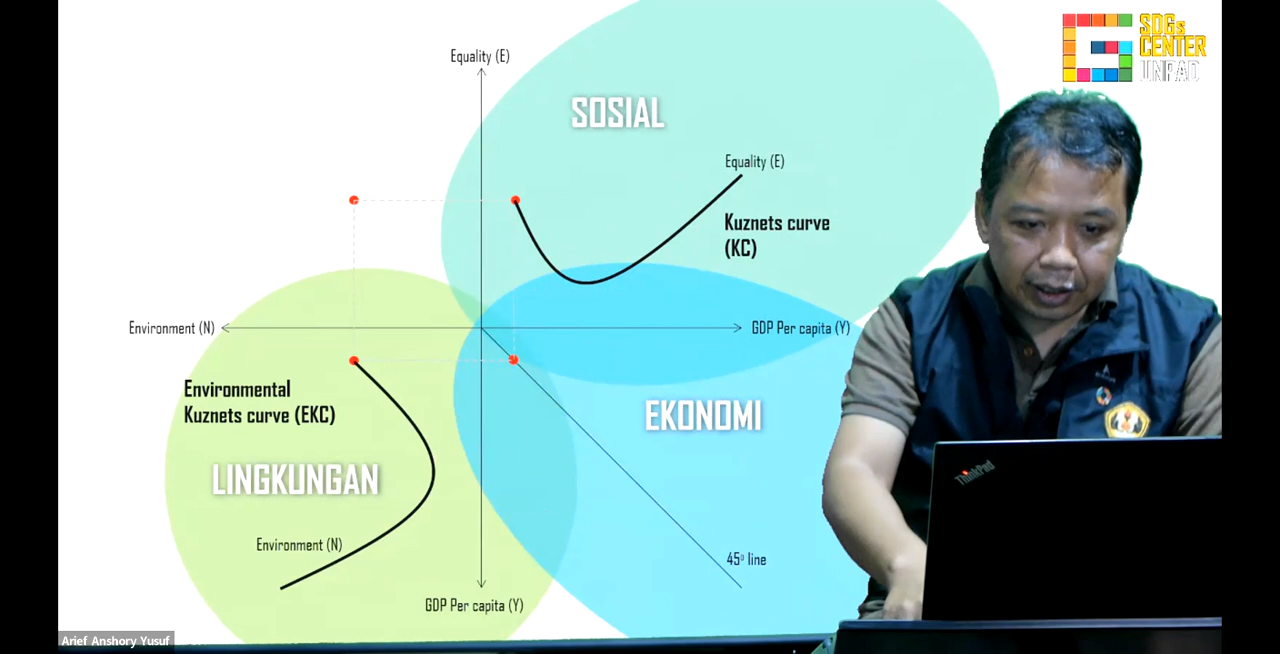 SDGs
CENTER
UNPAD
Equality (E)
SOSIAL
Equality (E)
Kuznets curve
(KC)
Environment (N)
GDP Per capita (Y)
Environmental
Kuznets curve (EKC)
EKONOMI
LINGKUNGAN
ThinkPad
Environment (N)
45º line
GDP Per capita (Y)
Arief Anshory Yusuf